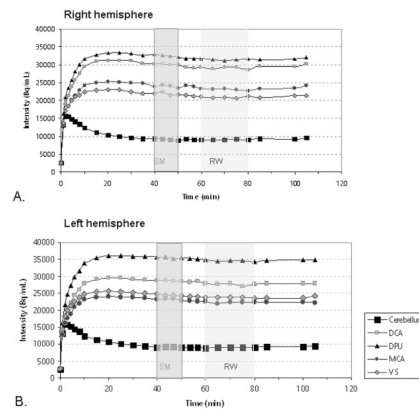 Right hemisphere
Intensity (Bq/mL)
40000
35000
30000
25000
20000
15000
10000
5000
0
SM
RW
0 20 40 60 80 100 120
Time (min)
A.
Left hemisphere
Intensity (Bq/mL)
40000
35000
30000
25000
20000
15000
10000
5000
0
SM
RW
0 20 40 60 80 100 120
Time (min)
B.
Cerebellum
DCA
DPU
MCA
VS